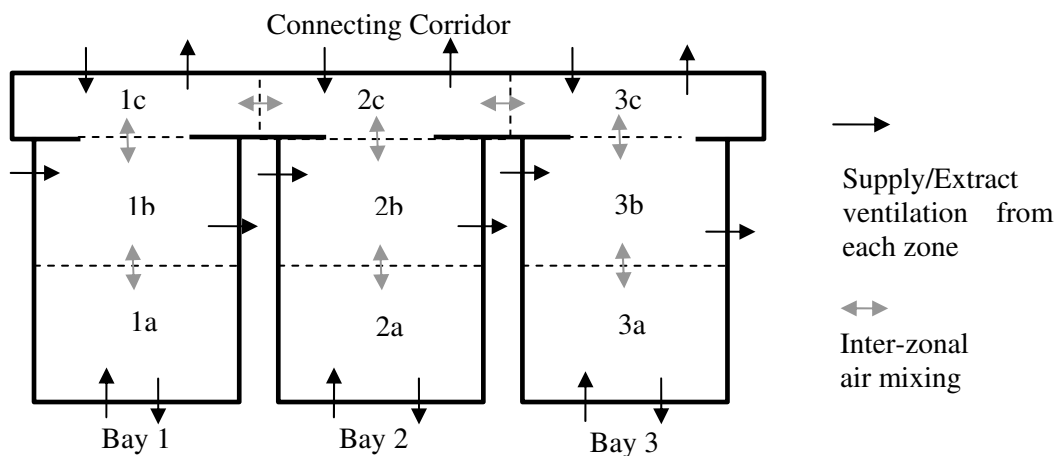 Connecting Corridor
1c 2c 3c
1b 2b 3b
1a 2a 3a
Bay 1 Bay 2 Bay 3
Supply/Extract
ventilation from
each zone
Inter-zonal
air mixing